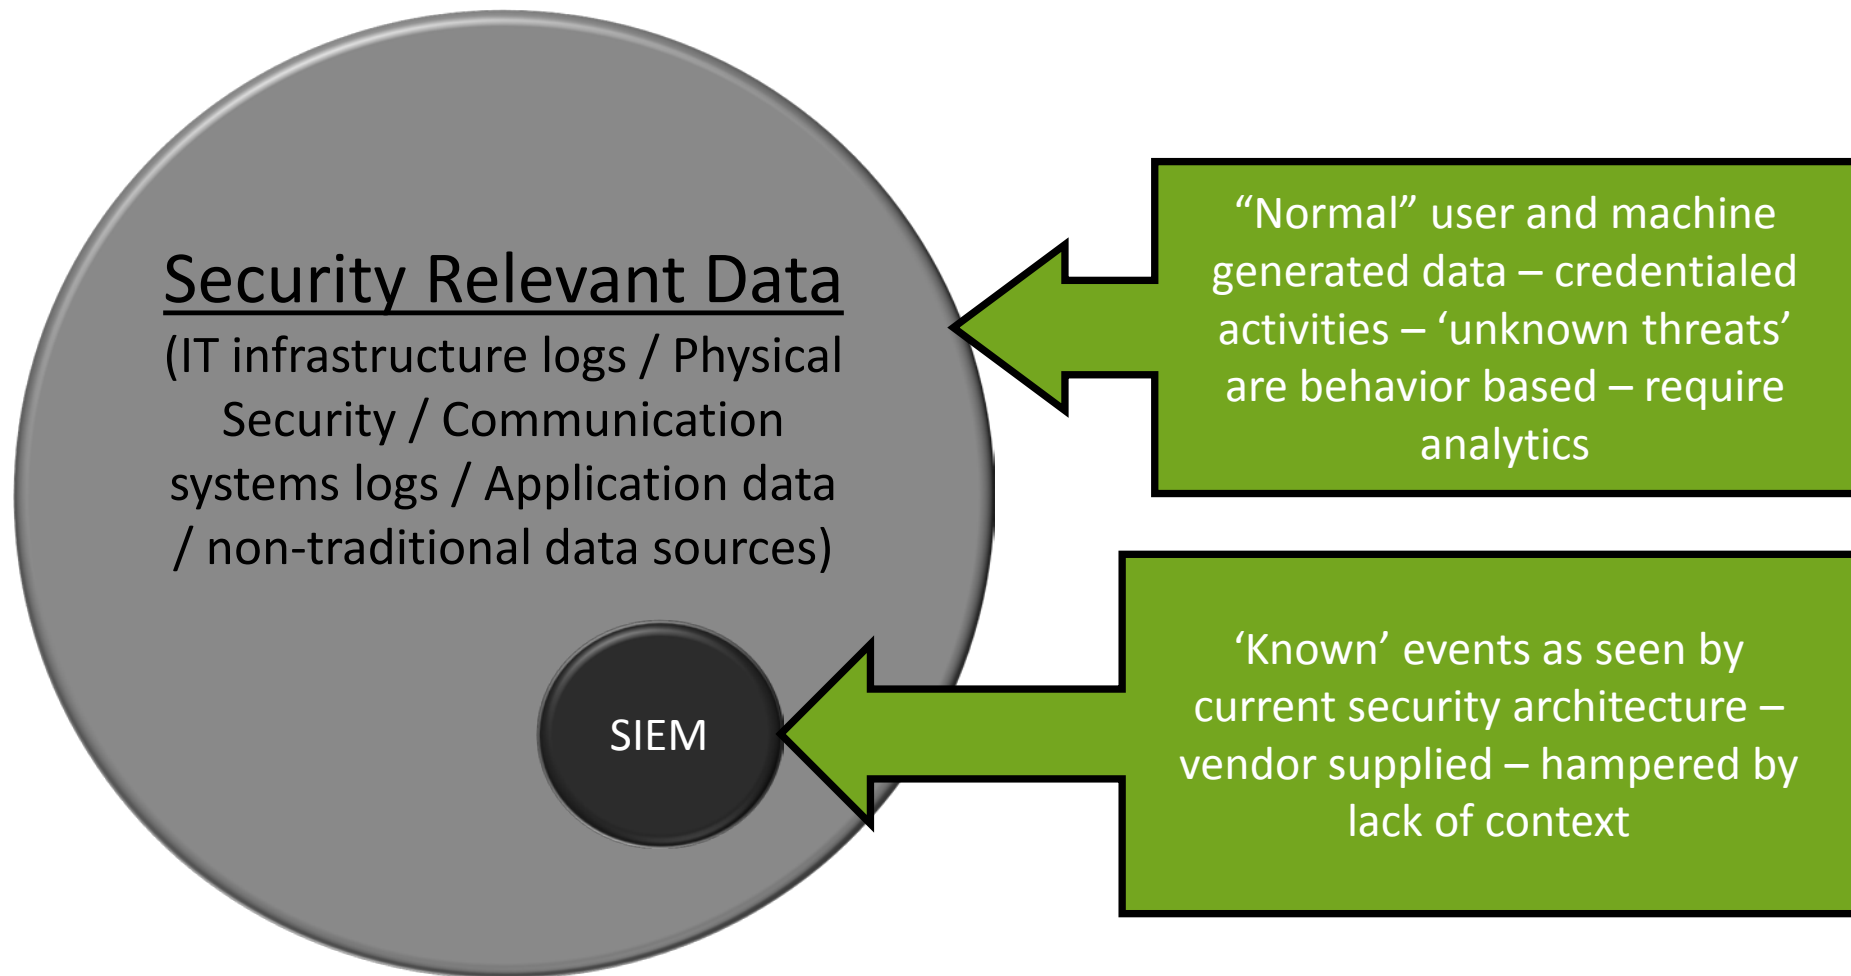 Security Relevant Data
(IT infrastructure logs / Physical
Security / Communication
systems logs / Application data
/ non-traditional data sources)
SIEM
“Normal” user and machine
generated data – credentialed
activities – ‘unknown threats’
are behavior based – require
analytics
‘Known’ events as seen by
current security architecture –
vendor supplied – hampered by
lack of context